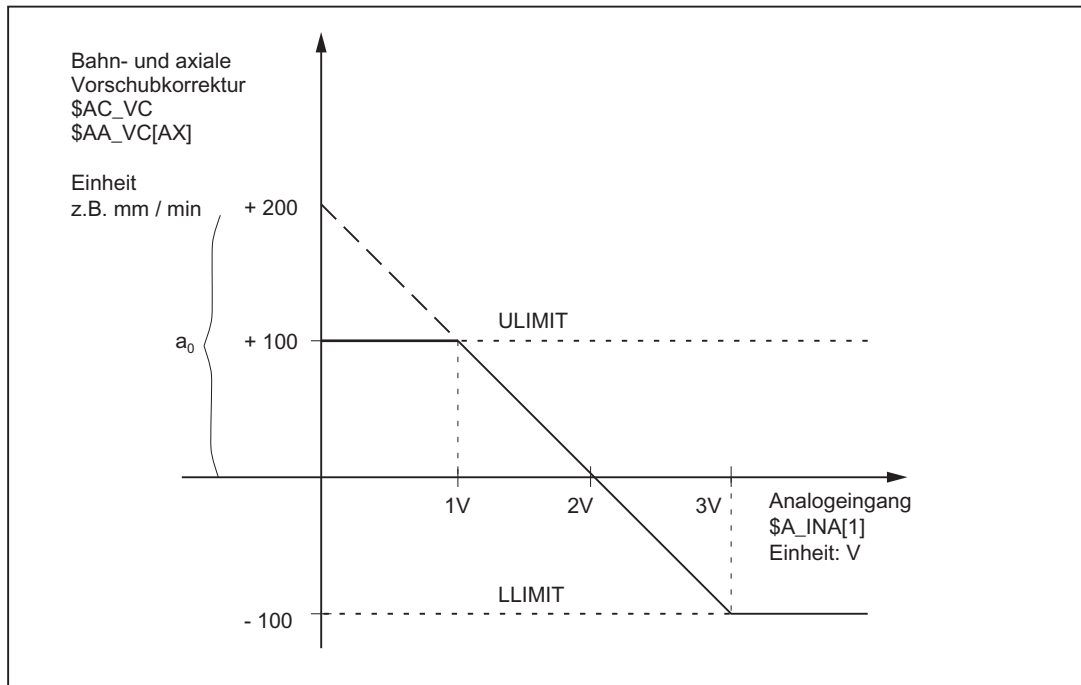 Bahn- und axiale
Vorschubkorrektur
$AC_VC
$AA_VC[AX]
Einheit
z.B. mm / min
+ 200
a0
+ 100
ULIMIT
1V
2V
3V
Analogeingang
$A_INA[1]
Einheit: V
LLIMIT
- 100